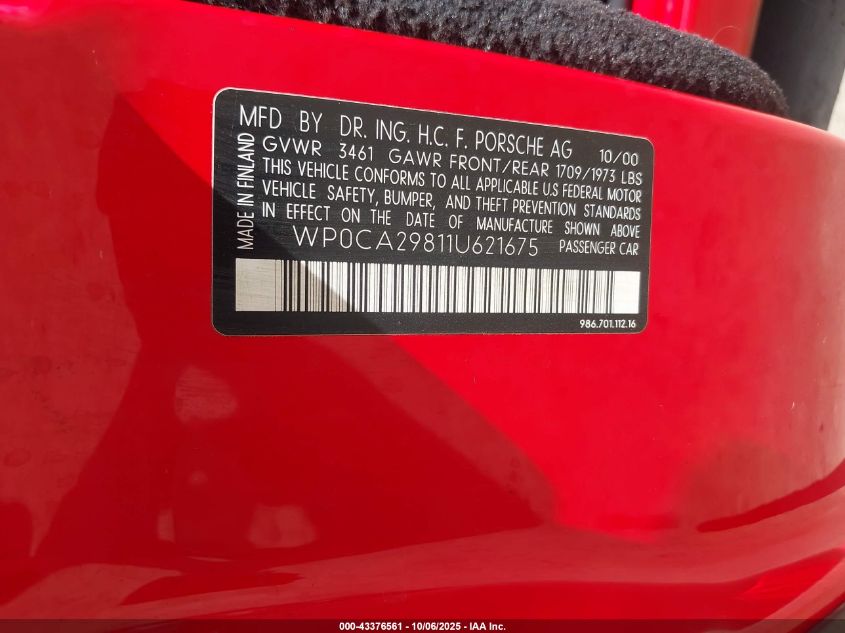 MFD BY DR. ING. H.C. F. PORSCHE AG 10/00
GVWR 3461 GAWR FRONT/REAR 1709/1973 LBS
THIS VEHICLE CONFORMS TO ALL APPLICABLE U.S FEDERAL MOTOR
VEHICLE SAFETY, BUMPER, AND THEFT PREVENTION STANDARDS
IN EFFECT ON THE DATE OF MANUFACTURE SHOWN ABOVE
WP0CA29811U621675 PASSENGER CAR
MADE IN FINLAND
986.701.112.16
000-43376561 - 10/06/2025 - IAA Inc.